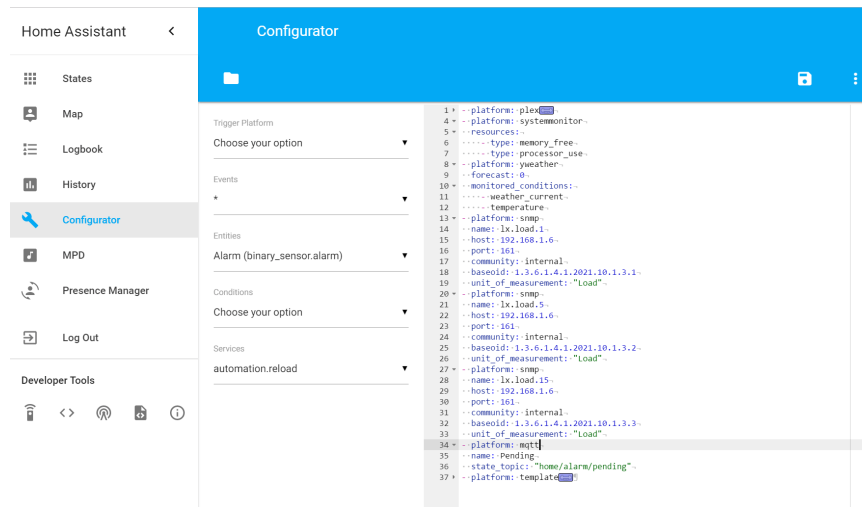 Home Assistant
Configurator
States
Map
Logbook
History
Configurator
MPD
Presence Manager
Log Out
Developer Tools
Trigger Platform
Choose your option
Events
*
Entities
Alarm (binary_sensor.alarm)
Conditions
Choose your option
Services
automation.reload
1 - platform: plex
4 - platform: systemmonitor
5   resources:
6     - type: memory_free
7     - type: processor_use
8 - platform: yweather
9   forecast: 0
10   monitored_conditions:
11     - weather_current
12     - temperature
13 - platform: snmp
14   name: lx.load.1
15   host: 192.168.1.6
16   port: 161
17   community: internal
18   baseoid: 1.3.6.1.4.1.2021.10.1.3.1
19   unit_of_measurement: "Load"
20 - platform: snmp
21   name: lx.load.5
22   host: 192.168.1.6
23   port: 161
24   community: internal
25   baseoid: 1.3.6.1.4.1.2021.10.1.3.2
26   unit_of_measurement: "Load"
27 - platform: snmp
28   name: lx.load.15
29   host: 192.168.1.6
30   port: 161
31   community: internal
32   baseoid: 1.3.6.1.4.1.2021.10.1.3.3
33   unit_of_measurement: "Load"
34 - platform: mqtt
35   name: Pending
36   state_topic: "home/alarm/pending"
37 - platform: template